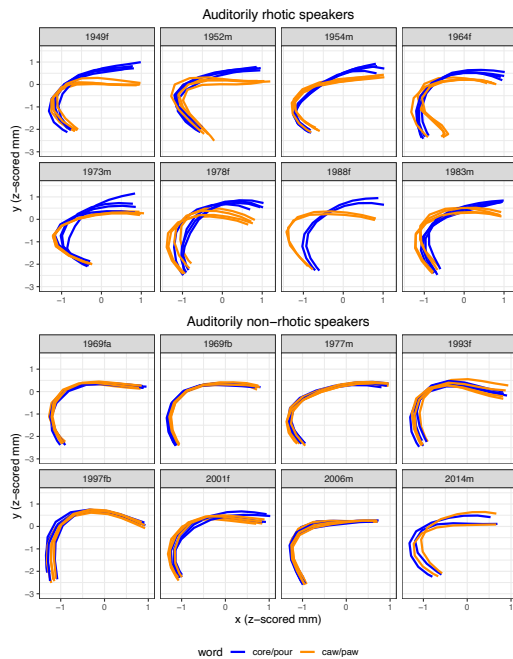 Auditorily rhotic speakers
1949f 1952m 1954m 1964f
1
0
−1
−2
−3
1973m 1978f 1988f 1983m
1
0
−1
−2
−3
y (z−scored mm)
−1 0 1 −1 0 1 −1 0 1 −1 0 1
Auditorily non−rhotic speakers
1969fa 1969fb 1977m 1993f
1
0
−1
−2
−3
1997fb 2001f 2006m 2014m
1
0
−1
−2
−3
y (z−scored mm)
−1 0 1 −1 0 1 −1 0 1 −1 0 1
x (z−scored mm)
word core/pour caw/paw